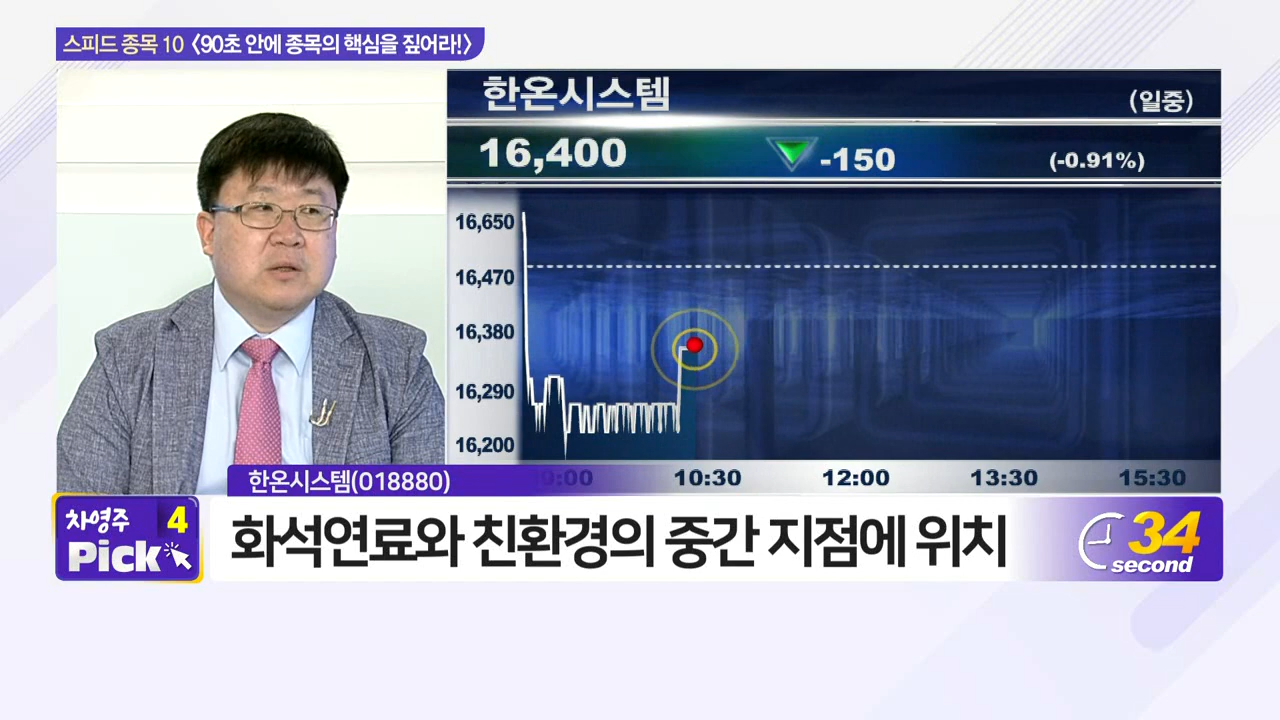 스피드 종목 10 <90초 안에 종목의 핵심을 짚어라!>
한온시스템
(일중)
16,400 -150 (-0.91%)
16,650
16,470
16,380
16,290
16,200
10:30 12:00 13:30 15:30
한온시스템(018880)
차영주 4
Pick
화석연료와 친환경의 중간 지점에 위치
34
second